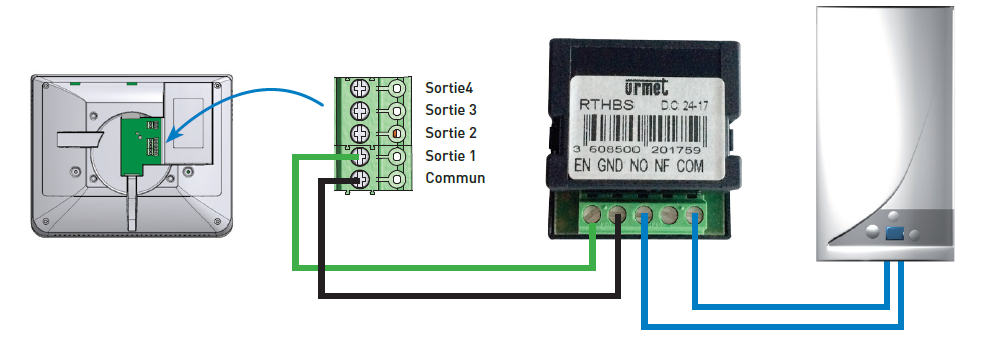 Sortie4
Sortie 3
Sortie 2
Sortie 1
Commun
urmet
RTHBS D.C. 24-17
3 608500 201759
EN GND NO NF COM